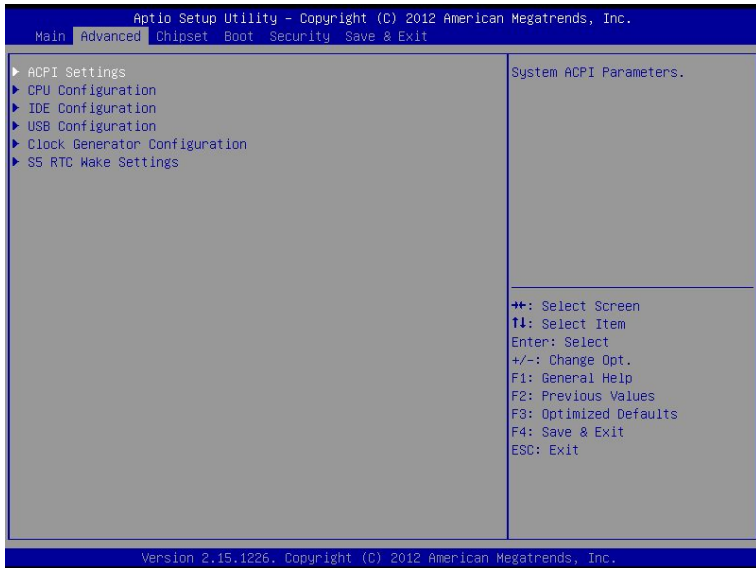 Aptio Setup Utility – Copyright (C) 2012 American Megatrends, Inc.
Main Advanced Chipset Boot Security Save & Exit
ACPI Settings
CPU Configuration
IDE Configuration
USB Configuration
Clock Generator Configuration
S5 RTC Wake Settings
System ACPI Parameters.
→←: Select Screen
↑↓: Select Item
Enter: Select
+/-: Change Opt.
F1: General Help
F2: Previous Values
F3: Optimized Defaults
F4: Save & Exit
ESC: Exit
Version 2.15.1226. Copyright (C) 2012 American Megatrends, Inc.